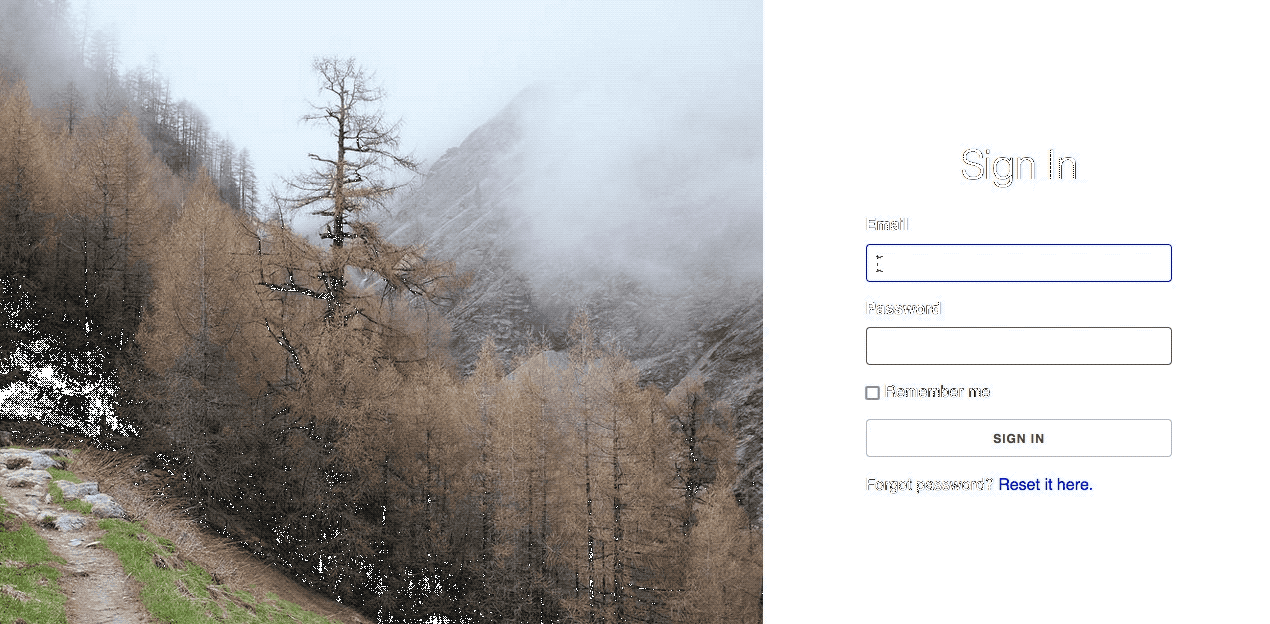 Sign In
Email
Password
Remember me
SIGN IN
Forgot password? Reset it here.